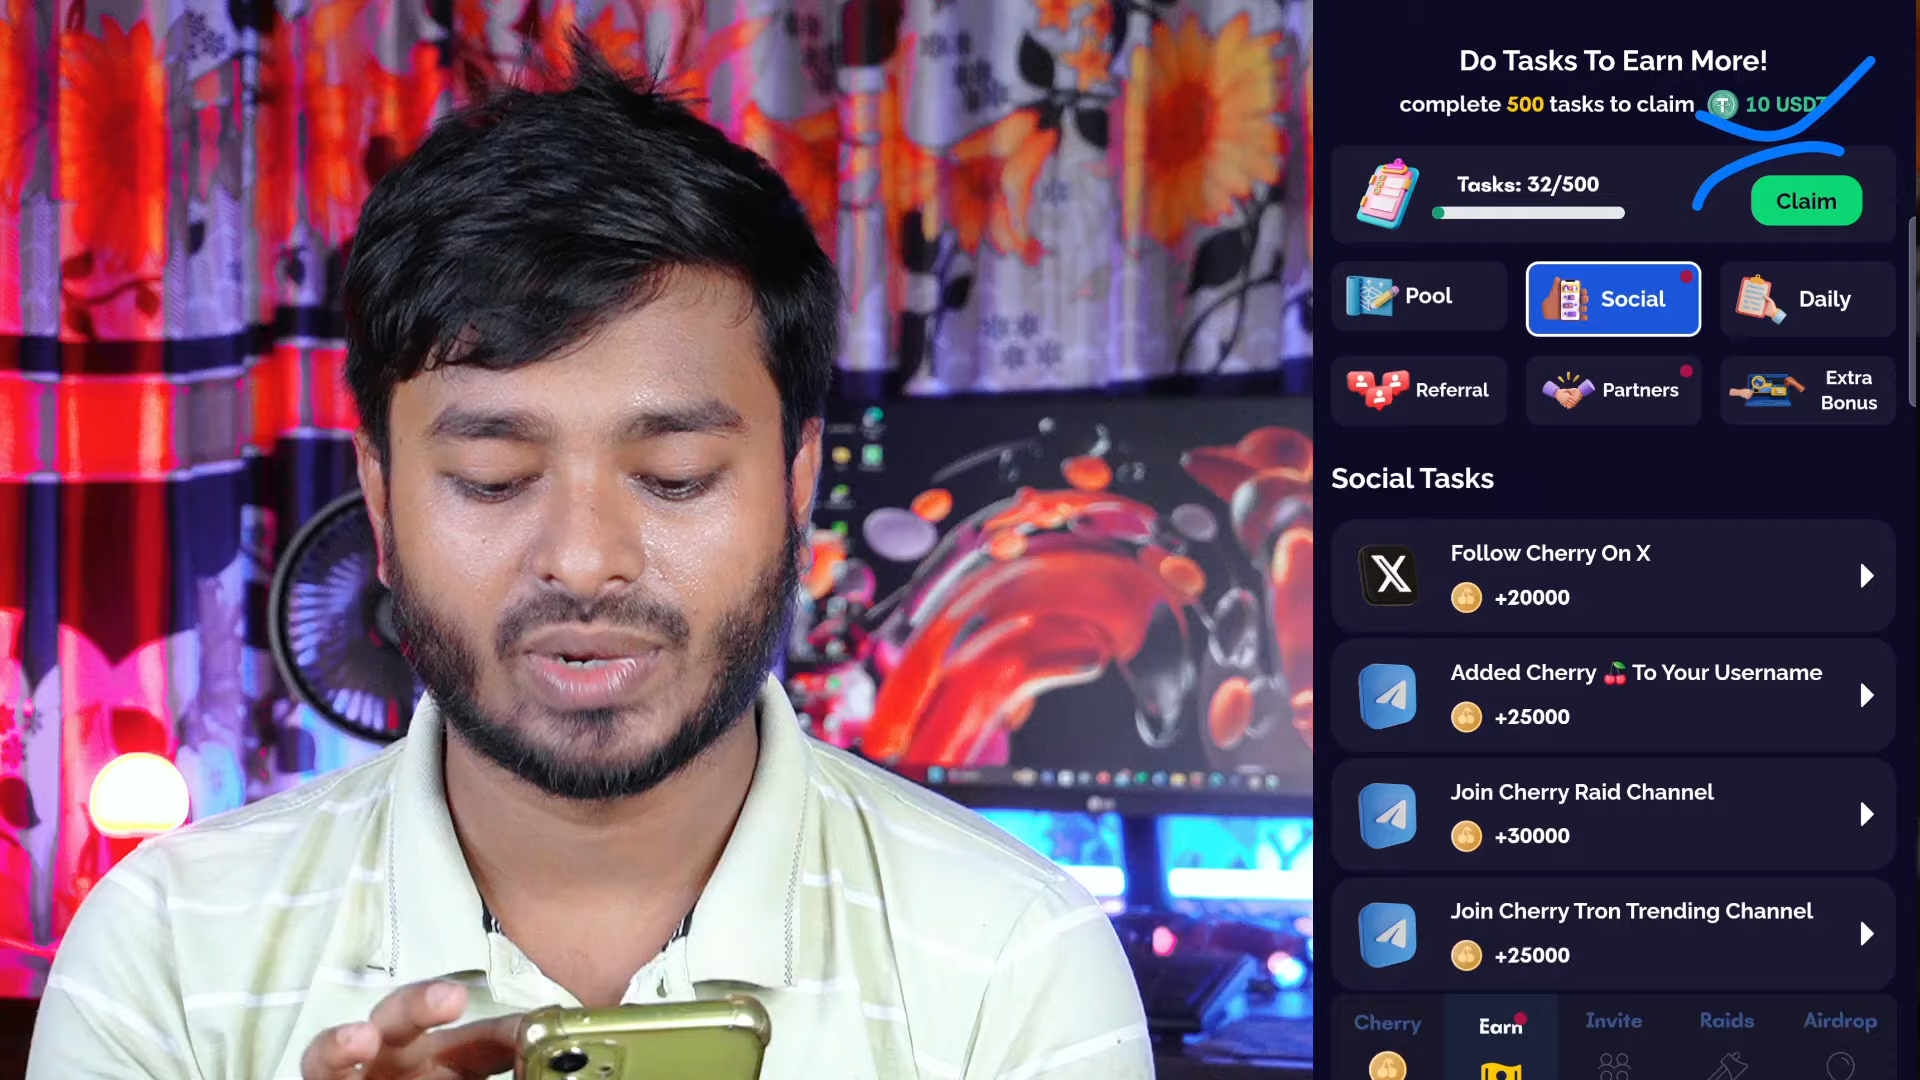 Do Tasks To Earn More!
complete 500 tasks to claim 10 USDT
Tasks: 32/500
Claim
Pool
Social
Daily
Referral
Partners
Extra
Bonus
Social Tasks
Follow Cherry On X
+20000
Added Cherry 🍒 To Your Username
+25000
Join Cherry Raid Channel
+30000
Join Cherry Tron Trending Channel
+25000
Cherry
Earn
Invite
Raids
Airdrop